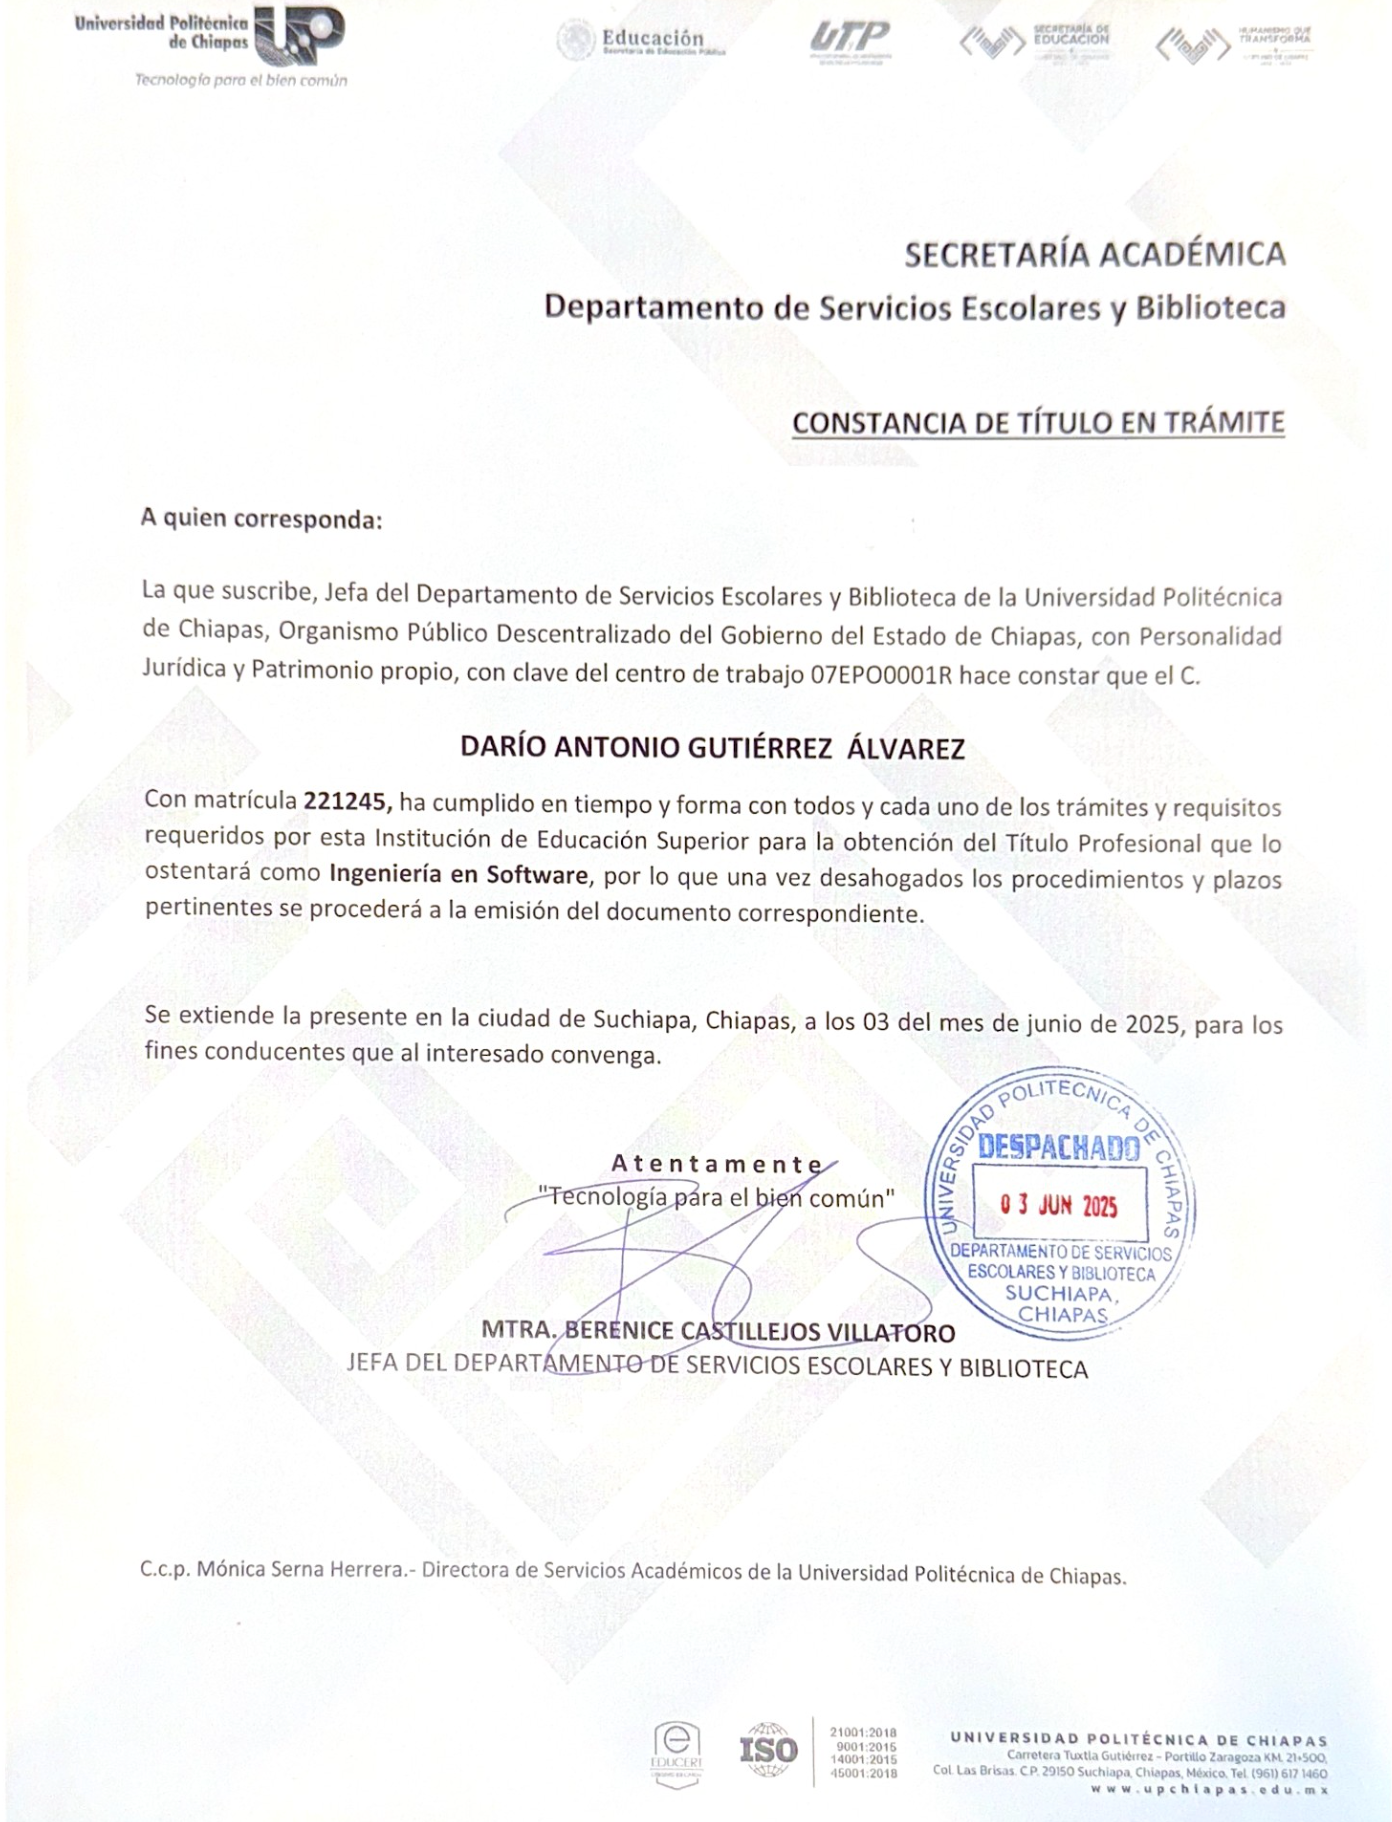 Universidad Politécnica
de Chiapas
Tecnología para el bien común
Educación
Secretaría de Educación Pública
UTP
SECRETARÍA DE
EDUCACIÓN
HUMANISMO QUE
TRANSFORMA
SECRETARÍA ACADÉMICA
Departamento de Servicios Escolares y Biblioteca
CONSTANCIA DE TÍTULO EN TRÁMITE
A quien corresponda:
La que suscribe, Jefa del Departamento de Servicios Escolares y Biblioteca de la Universidad Politécnica
de Chiapas, Organismo Público Descentralizado del Gobierno del Estado de Chiapas, con Personalidad
Jurídica y Patrimonio propio, con clave del centro de trabajo 07EPO0001R hace constar que el C.
DARÍO ANTONIO GUTIÉRREZ ÁLVAREZ
Con matrícula 221245, ha cumplido en tiempo y forma con todos y cada uno de los trámites y requisitos
requeridos por esta Institución de Educación Superior para la obtención del Título Profesional que lo
ostentará como Ingeniería en Software, por lo que una vez desahogados los procedimientos y plazos
pertinentes se procederá a la emisión del documento correspondiente.
Se extiende la presente en la ciudad de Suchiapa, Chiapas, a los 03 del mes de junio de 2025, para los
fines conducentes que al interesado convenga.
Atentamente
"Tecnología para el bien común"
UNIVERSIDAD POLITECNICA DE CHIAPAS
DESPACHADO
03 JUN 2025
DEPARTAMENTO DE SERVICIOS
ESCOLARES Y BIBLIOTECA
SUCHIAPA,
CHIAPAS
MTRA. BERENICE CASTILLEJOS VILLATORO
JEFA DEL DEPARTAMENTO DE SERVICIOS ESCOLARES Y BIBLIOTECA
C.c.p. Mónica Serna Herrera.- Directora de Servicios Académicos de la Universidad Politécnica de Chiapas.
EDUCERT
ISO
21001:2018
9001:2015
14001:2015
45001:2018
UNIVERSIDAD POLITÉCNICA DE CHIAPAS
Carretera Tuxtla Gutiérrez - Portillo Zaragoza KM. 21+500,
Col. Las Brisas. C.P. 29150 Suchiapa, Chiapas, México. Tel. (961) 617 1460
www.upchiapas.edu.mx